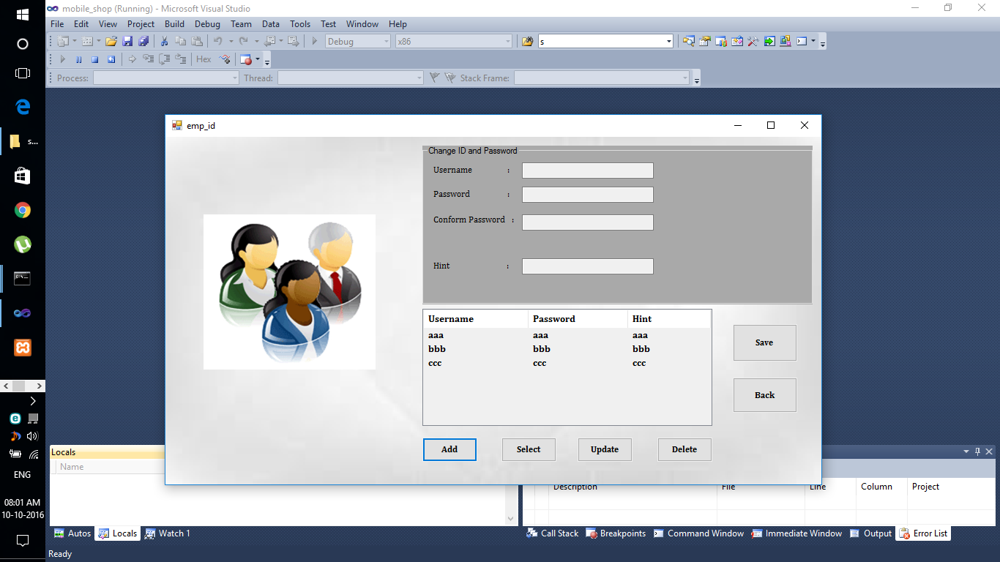 mobile_shop (Running) - Microsoft Visual Studio
File Edit View Project Build Debug Team Data Tools Test Window Help
Debug x86 s
Hex
Process: Thread: Stack Frame:
s...
emp_id
Change ID and Password
Username :
Password :
Conform Password :
Hint :
Username Password Hint
aaa aaa aaa
bbb bbb bbb
ccc ccc ccc
Save
Back
Add Select Update Delete
Locals
Name
Description File Line Column Project
ENG
08:01 AM
10-10-2016
Autos Locals Watch 1
Call Stack Breakpoints Command Window Immediate Window Output Error List
Ready